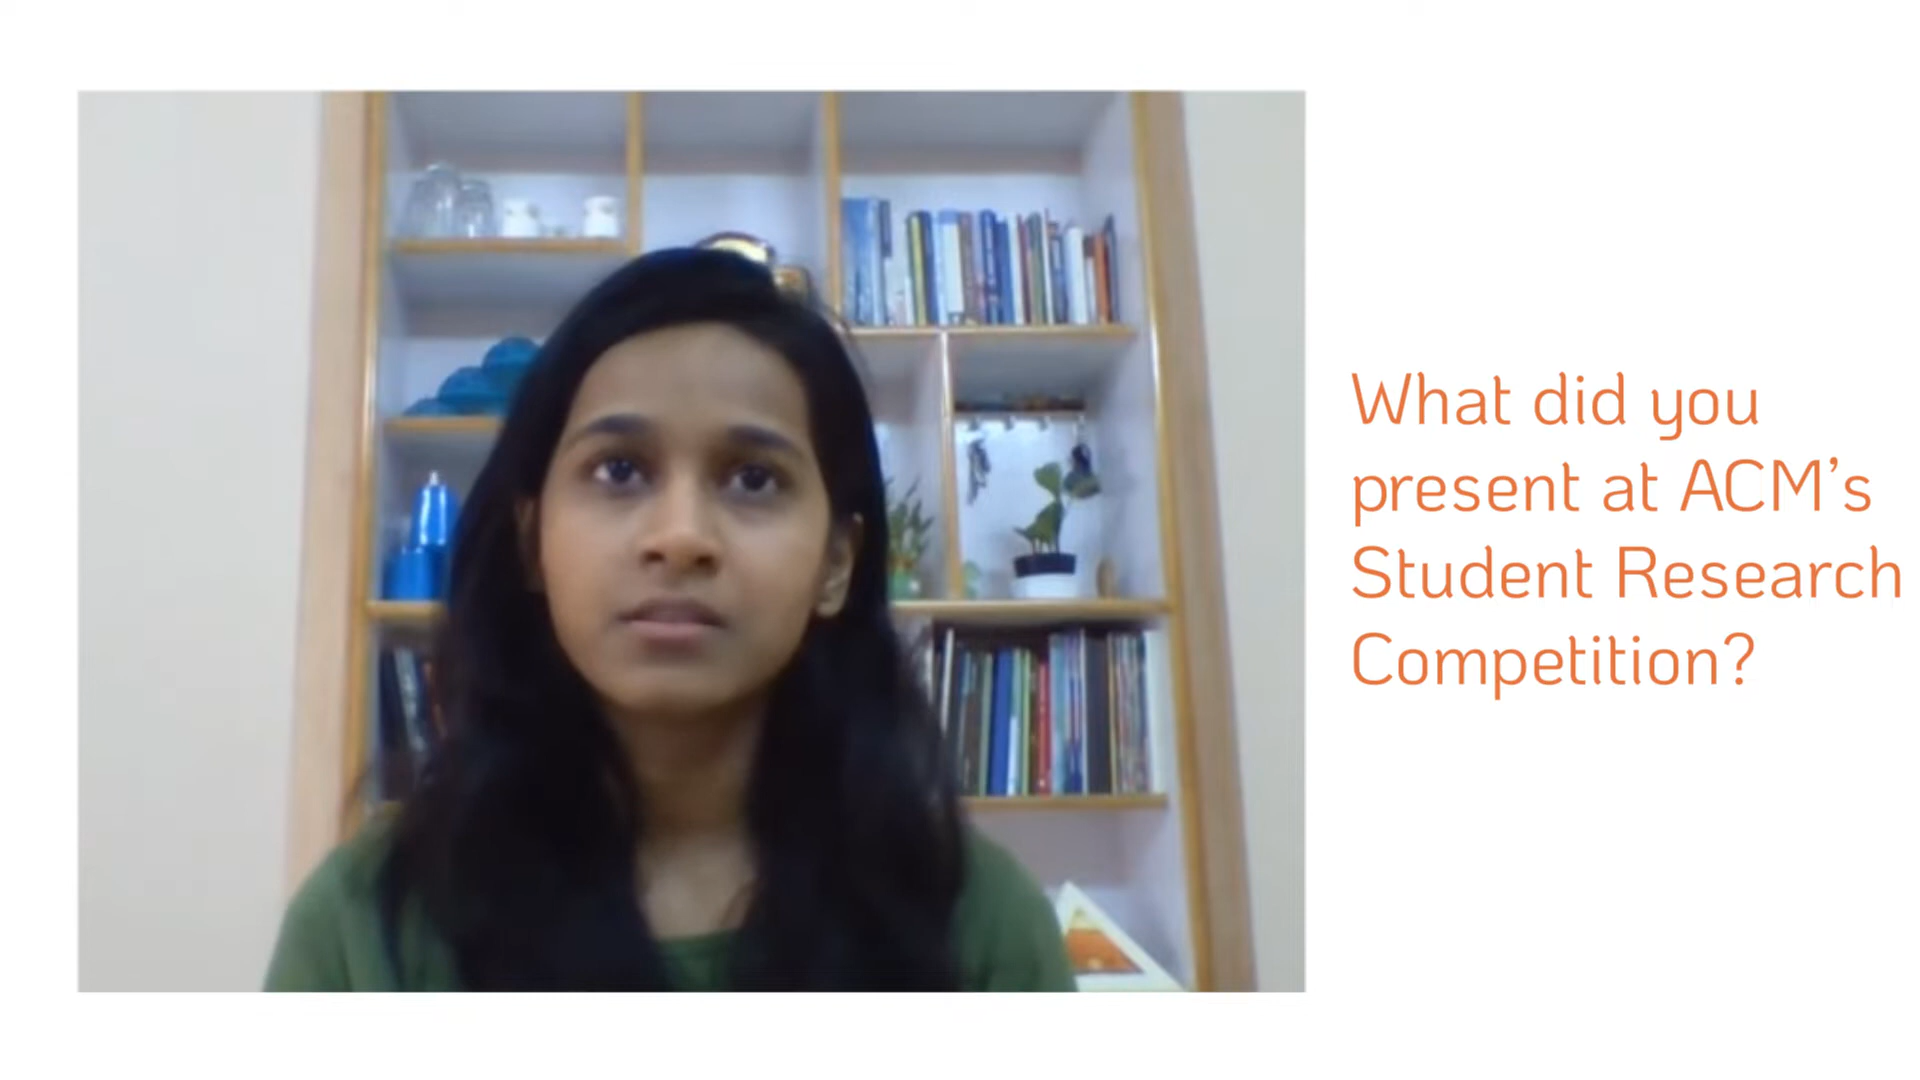 What did you
present at ACM’s
Student Research
Competition?